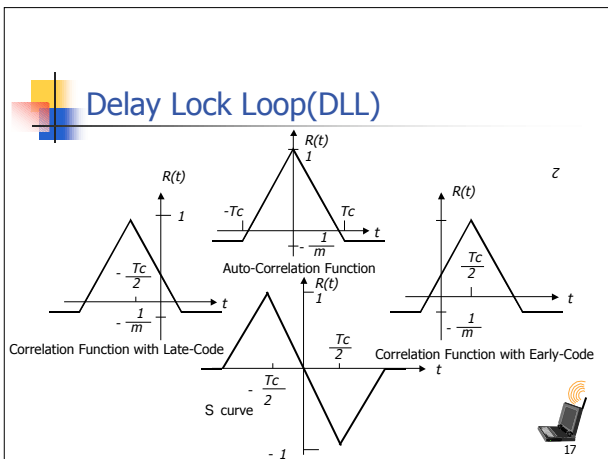 Delay Lock Loop(DLL)
R(t)
1
-Tc
Tc
t
- 1/m
Auto-Correlation Function
R(t)
1
- Tc/2
t
- 1/m
Correlation Function with Late-Code
τ
R(t)
Tc/2
t
- 1/m
Correlation Function with Early-Code
R(t)
1
Tc/2
t
- Tc/2
S curve
- 1
17